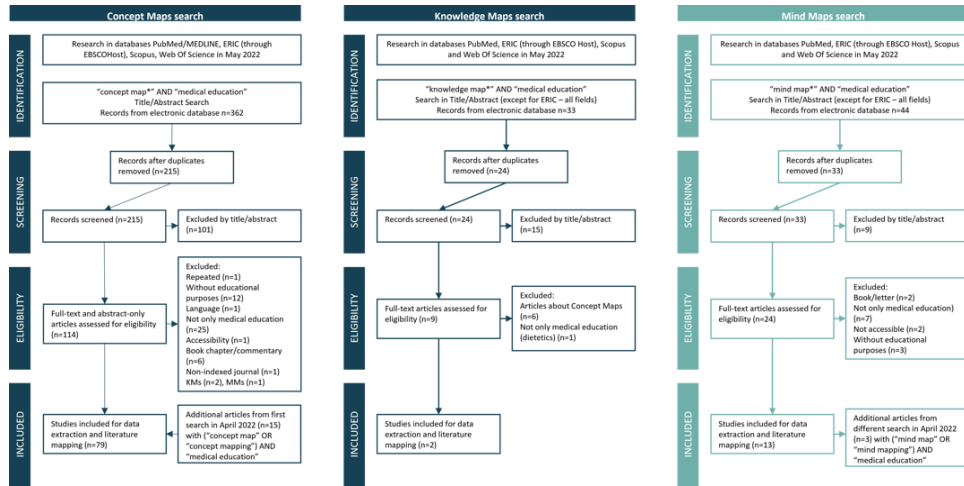 Concept Maps search
IDENTIFICATION
Research in databases PubMed/MEDLINE, ERIC (through
EBSCOHost), Scopus, Web Of Science in May 2022
"concept map*" AND "medical education"
Title/Abstract Search
Records from electronic database n=362
SCREENING
Records after duplicates
removed (n=215)
Records screened (n=215)
Excluded by title/abstract
(n=101)
ELIGIBILITY
Full-text and abstract-only
articles assessed for eligibility
(n=114)
Excluded:
Repeated (n=1)
Without educational
purposes (n=12)
Language (n=1)
Not only medical education
(n=25)
Accessibility (n=1)
Book chapter/commentary
(n=6)
Non-indexed journal (n=1)
KMs (n=2), MMs (n=1)
INCLUDED
Studies included for data
extraction and literature
mapping (n=79)
Additional articles from first
search in April 2022 (n=15)
with ("concept map" OR
"concept mapping") AND
"medical education"
Knowledge Maps search
IDENTIFICATION
Research in databases PubMed, ERIC (through EBSCO Host), Scopus
and Web Of Science in May 2022
"knowledge map*" AND "medical education"
Search in Title/Abstract (except for ERIC – all fields)
Records from electronic database n=33
SCREENING
Records after duplicates
removed (n=24)
Records screened (n=24)
Excluded by title/abstract
(n=15)
ELIGIBILITY
Full-text articles assessed for
eligibility (n=9)
Excluded:
Articles about Concept Maps
(n=6)
Not only medical education
(dietetics) (n=1)
INCLUDED
Studies included for data
extraction and literature
mapping (n=2)
Mind Maps search
IDENTIFICATION
Research in databases PubMed, ERIC (through EBSCO Host), Scopus
and Web Of Science in May 2022
"mind map*" AND "medical education"
Search in Title/Abstract (except for ERIC – all fields)
Records from electronic database n=44
SCREENING
Records after duplicates
removed (n=33)
Records screened (n=33)
Excluded by title/abstract
(n=9)
ELIGIBILITY
Full-text articles assessed for
eligibility (n=24)
Excluded:
Book/letter (n=2)
Not only medical education)
(n=7)
Not accessible (n=2)
Without educational
purposes (n=3)
INCLUDED
Studies included for data
extraction and literature
mapping (n=13)
Additional articles from
different search in April 2022
(n=3) with ("mind map" OR
"mind mapping") AND
"medical education"